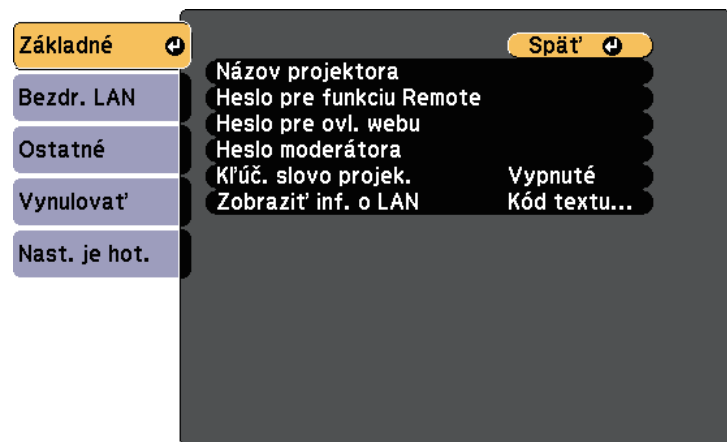 Základné
Bezdr. LAN
Ostatné
Vynulovať
Nast. je hot.
Späť
Názov projektora
Heslo pre funkciu Remote
Heslo pre ovl. webu
Heslo moderátora
Kľúč. slovo projek. Vypnuté
Zobraziť inf. o LAN Kód textu...